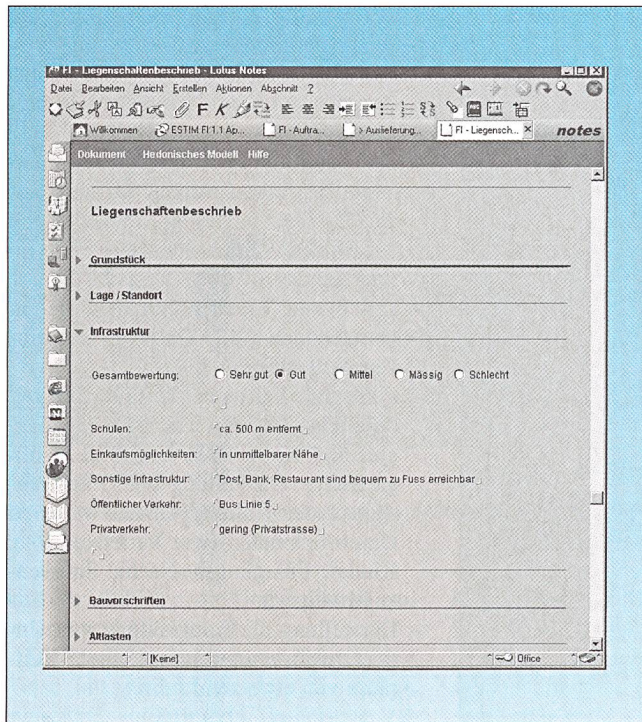 FI - Liegenschaftenbeschrieb - Lotus Notes
Datei Bearbeiten Ansicht Erstellen Aktionen Abschnitt ?
F K
Willkommen ESTIM FI 1.1 Ap... FI - Auftra... > Auslieferung... FI - Liegensch... notes
Dokument Hedonisches Modell Hilfe
Liegenschaftenbeschrieb
Grundstück
Lage / Standort
Infrastruktur
Gesamtbewertung: Sehr gut Gut Mittel Mässig Schlecht
Schulen: ca. 500 m entfernt
Einkaufsmöglichkeiten: in unmittelbarer Nähe
Sonstige Infrastruktur: Post, Bank, Restaurant sind bequem zu Fuss erreichbar
Öffentlicher Verkehr: Bus Linie 5
Privatverkehr: gering (Privatstrasse)
Bauvorschriften
Altlasten
[Keine] Office